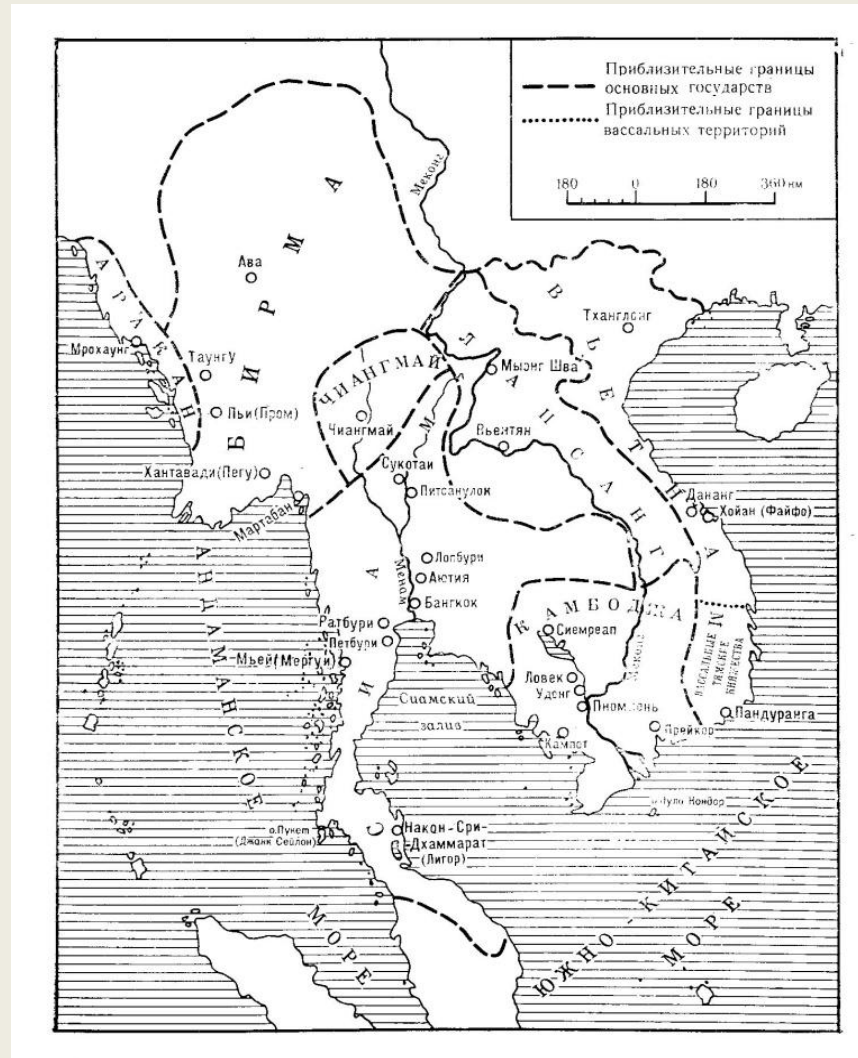 Приблизительные границы
основных государств
Приблизительные границы
вассальных территорий
180 0 180 360 нм
Меконг
БИРМА
Ава
АРАКАН
Мрохаунг
Таунгу
Пьи (Пром)
Хантавади (Пегу)
Мартабан
ЧИАНГМАЙ
Чиангмай
ВЬЕТНАМ
Тханглонг
ЛАНСАНГ
Мыонг Шва
Вьентян
Сукотаи
Питсанулок
Дананг
Хойан (Файфо)
СИАМ
Менам
Лопбури
Аютия
Бангкок
Ратбури
Петбури
Мьей (Мергуи)
КАМБОДЖА
Сиемреап
Меконг
Ловек
Удонг
Пномпень
Кампот
Прейкор
ВАССАЛЬНЫЕ
КНЯЖЕСТВА
Пандуранга
Сиамский
залив
о. Пуло Кондор
о. Пукет
(Джанк Сейлон)
Након-Сри-
Дхаммарат
(Лигор)
АНДАМАНСКОЕ
МОРЕ
ЮЖНО-КИТАЙСКОЕ
МОРЕ